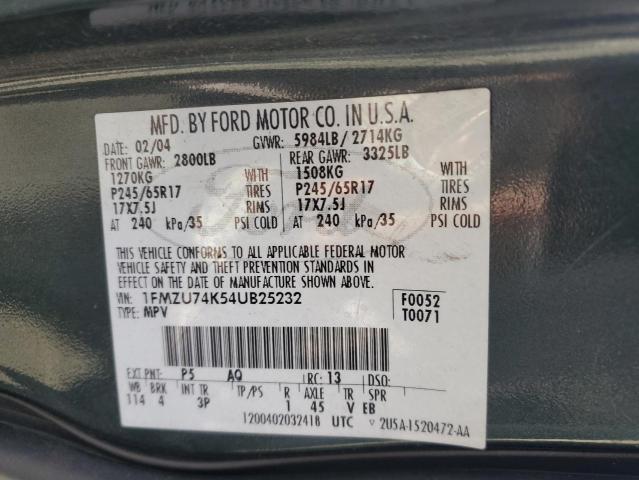 MFD. BY FORD MOTOR CO. IN U.S.A.
DATE: 02/04 GVWR: 5984LB/ 2714KG
FRONT GAWR: 2800LB REAR GAWR: 3325LB
1270KG WITH 1508KG WITH
P245/65R17 TIRES P245/65R17 TIRES
17X7.5J RIMS 17X7.5J RIMS
AT 240 kPa/35 PSI COLD AT 240 kPa/35 PSI COLD
THIS VEHICLE CONFORMS TO ALL APPLICABLE FEDERAL MOTOR
VEHICLE SAFETY AND THEFT PREVENTION STANDARDS IN
EFFECT ON THE DATE OF MANUFACTURE SHOWN ABOVE.
VIN: 1FMZU74K54UB25232 F0052
TYPE: MPV T0071
EXT PNT: P5 AQ RC: 13 DSO:
WB BRK INT TR TP/PS R AXLE TR SPR
114 4 3P 1 45 V EB
1200402032418 UTC 2U5A-1520472-AA